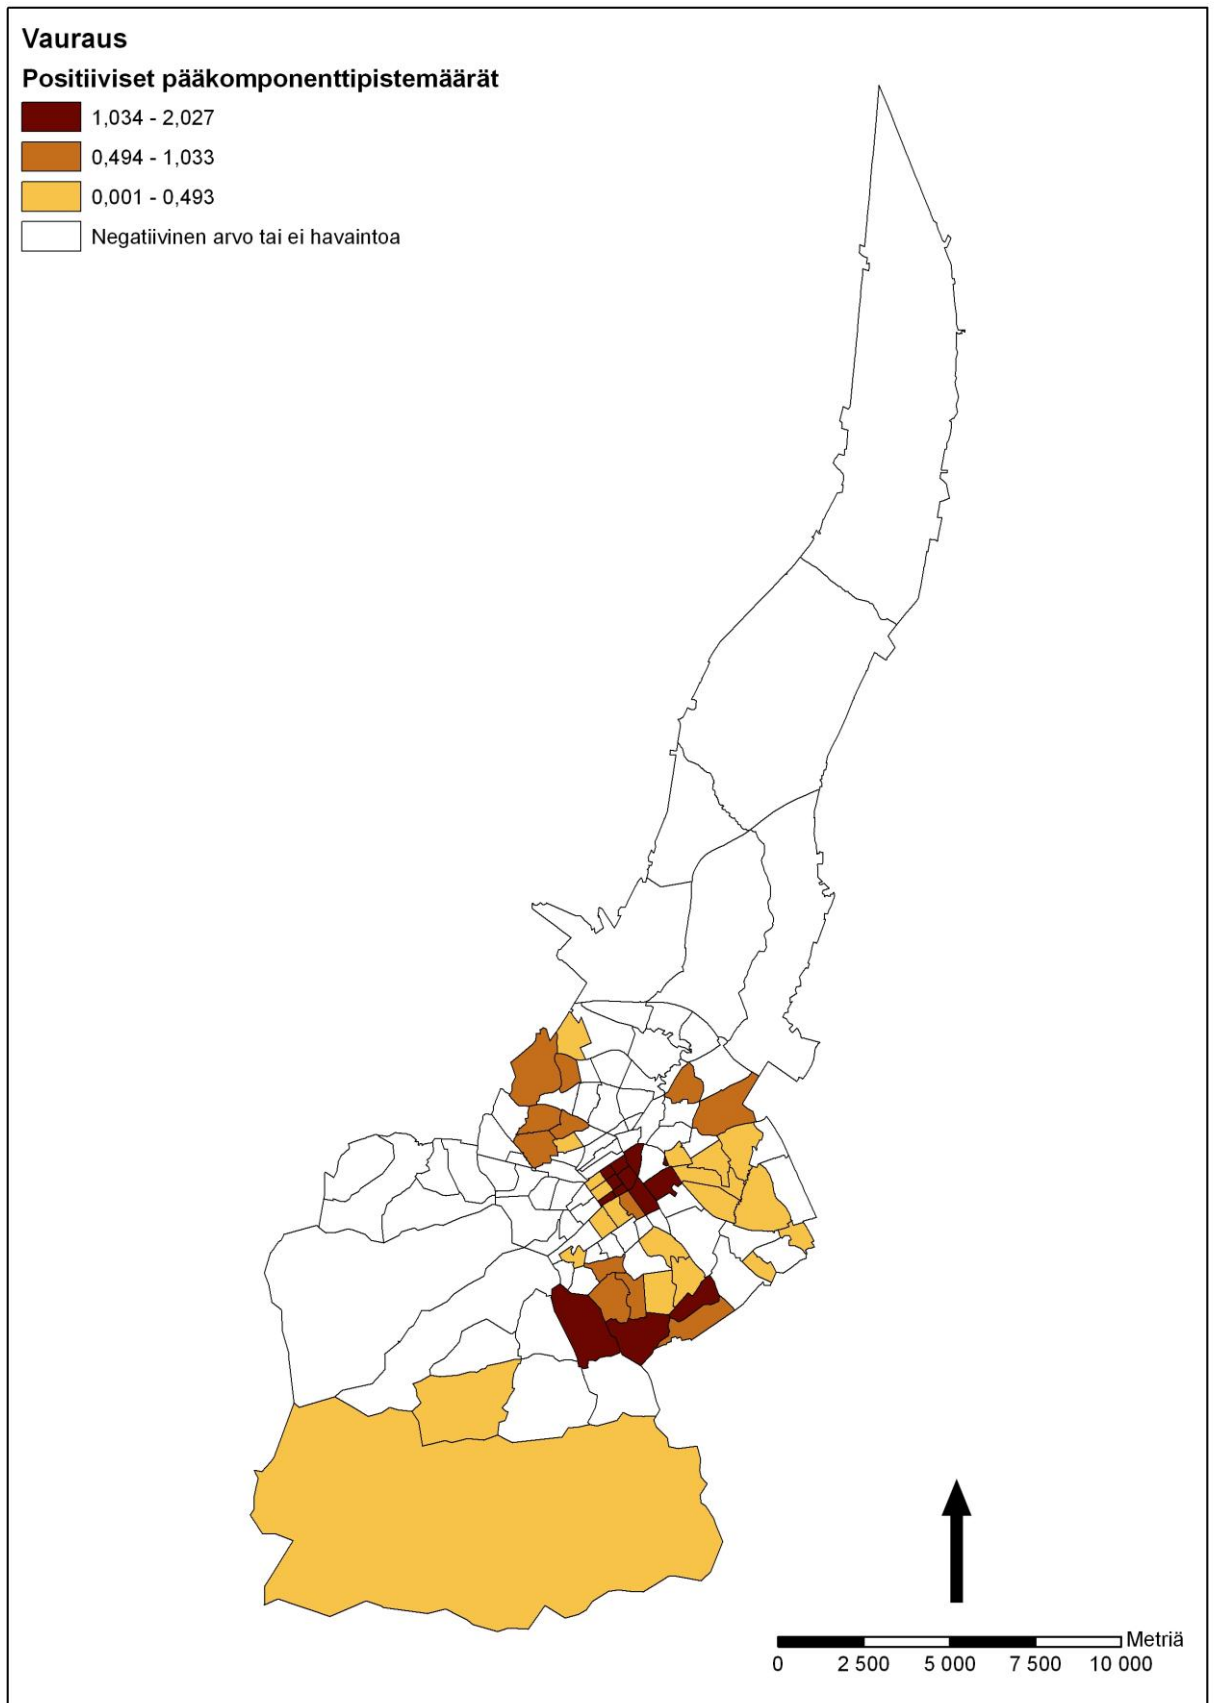 Vauraus
Positiiviset pääkomponenttipistemäärät
1,034 - 2,027
0,494 - 1,033
0,001 - 0,493
Negatiivinen arvo tai ei havaintoa
Metriä
0 2 500 5 000 7 500 10 000